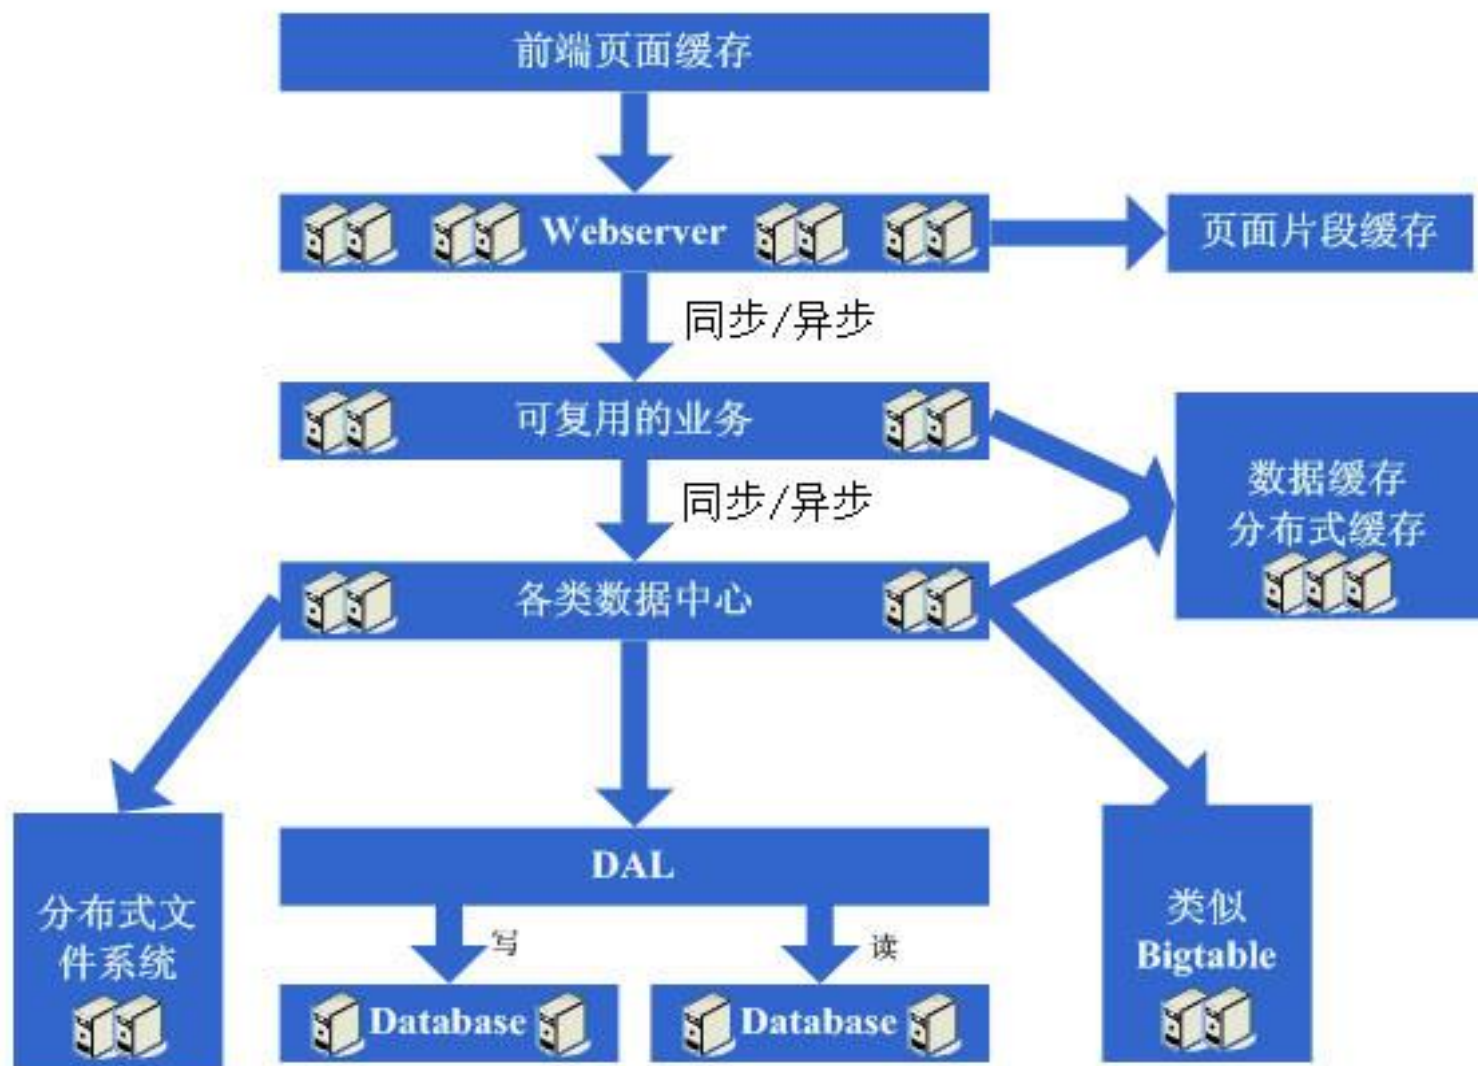 前端页面缓存
Webserver
页面片段缓存
同步/异步
可复用的业务
数据缓存
分布式缓存
同步/异步
各类数据中心
DAL
分布式文
件系统
类似
Bigtable
写
读
Database
Database